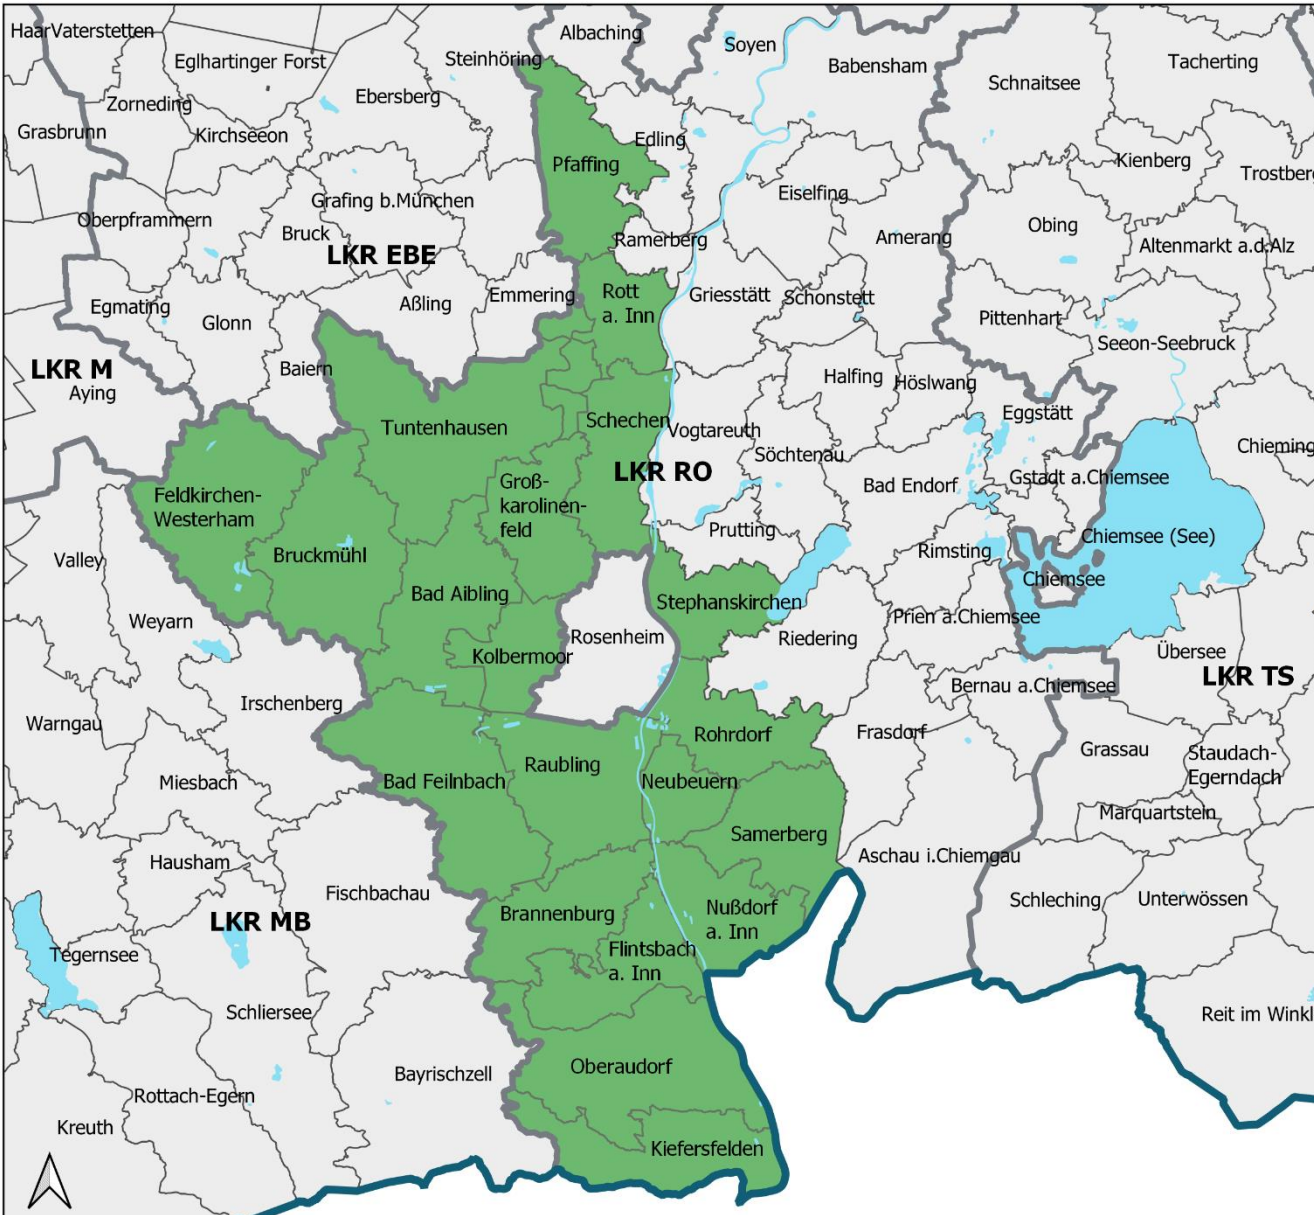 Albaching
Soyen
HaarVaterstetten
Steinhöring
Eglhartinger Forst
Babensham
Tacherting
Schnaitsee
Zorneding
Ebersberg
Grasbrunn
Kirchseeon
Edling
Kienberg
Pfaffing
Trostber
Eiselfing
Grafing b.München
Oberpframmern
Obing
Bruck
Ramerberg
Amerang
Altenmarkt a.d.Alz
LKR EBE
Rott
a. Inn
Emmering
Griesstätt
Schonstett
Egmating
Aßling
Glonn
Pittenhart
Seeon-Seebruck
LKR M
Baiern
Halfing
Höslwang
Aying
Eggstätt
Schechen
Tuntenhausen
Vogtareuth
Söchtenau
Chieming
LKR RO
Gstadt a.Chiemsee
Groß-
karolinen-
feld
Bad Endorf
Feldkirchen-
Westerham
Prutting
Chiemsee (See)
Bruckmühl
Rimsting
Valley
Chiemsee
Bad Aibling
Stephanskirchen
Weyarn
Prien a.Chiemsee
Rosenheim
Riedering
Kolbermoor
Übersee
LKR TS
Bernau a.Chiemsee
Irschenberg
Warngau
Rohrdorf
Frasdorf
Grassau
Staudach-
Egerndach
Raubling
Miesbach
Bad Feilnbach
Neubeuern
Marquartstein
Samerberg
Aschau i.Chiemgau
Hausham
Fischbachau
Schleching
Unterwössen
Brannenburg
Nußdorf
a. Inn
LKR MB
Flintsbach
a. Inn
Tegernsee
Schliersee
Reit im Winkl
Oberaudorf
Bayrischzell
Rottach-Egern
Kreuth
Kiefersfelden